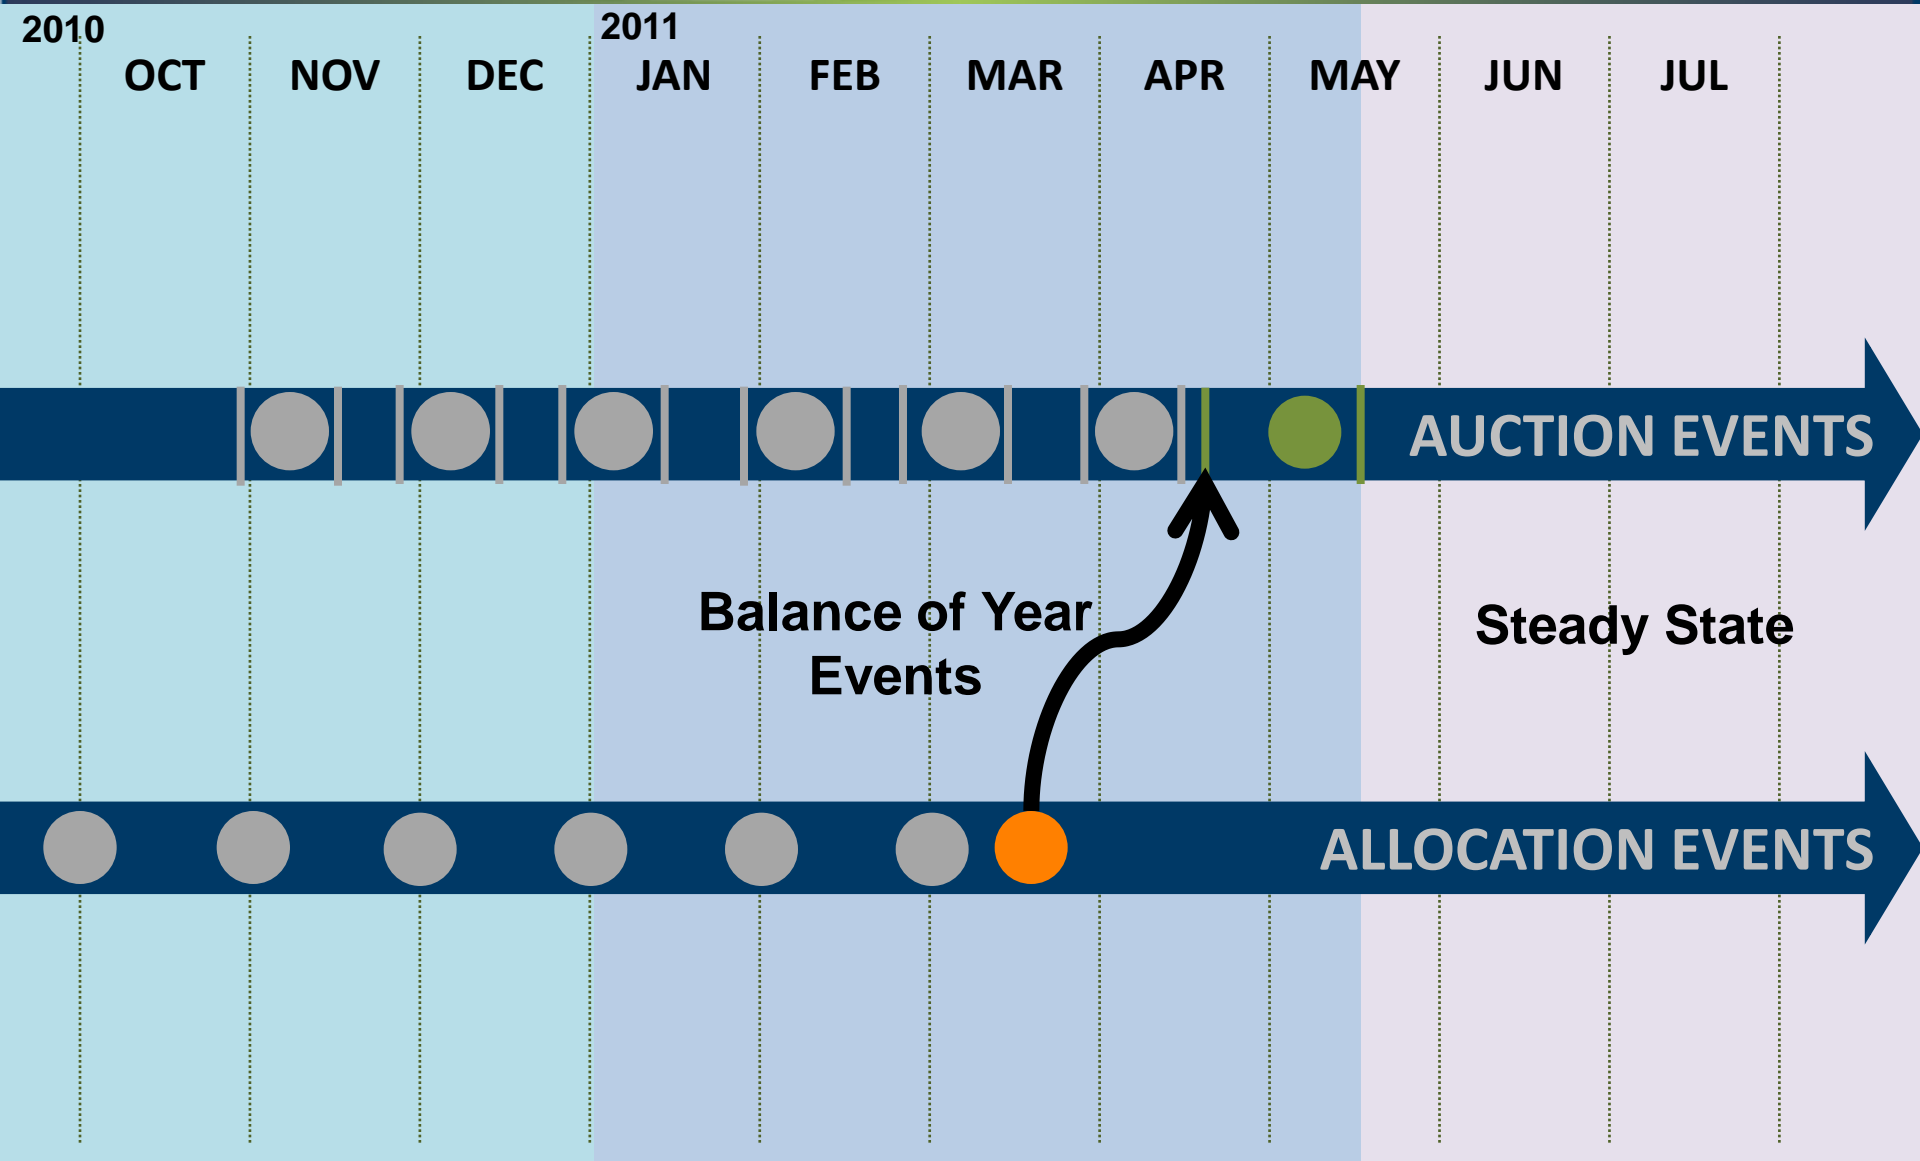 2010 2011
OCT NOV DEC JAN FEB MAR APR MAY JUN JUL
AUCTION EVENTS
Balance of Year
Events
Steady State
ALLOCATION EVENTS